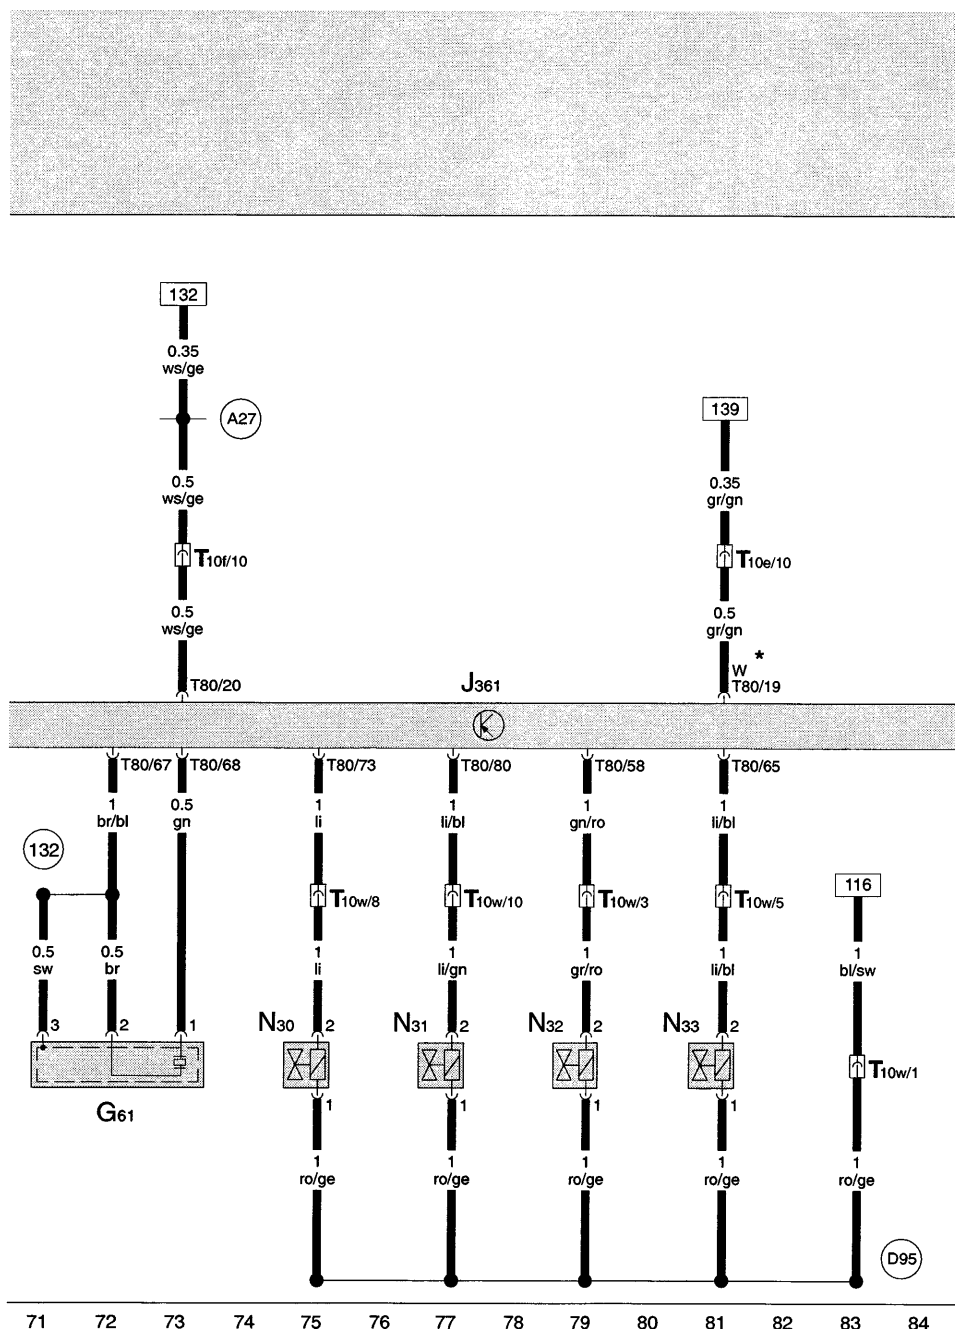 132
0.35
ws/ge
A27
139
0.5
ws/ge
0.35
gr/gn
T10f/10
T10e/10
0.5
ws/ge
0.5
gr/gn
W *
T80/20
J361
T80/19
T80/67
T80/68
T80/73
T80/80
T80/58
T80/65
1
br/bl
0.5
gn
1
li
1
li/bl
1
gn/ro
1
li/bl
132
116
T10w/8
T10w/10
T10w/3
T10w/5
0.5
sw
0.5
br
1
li
1
li/gn
1
gr/ro
1
li/bl
1
bl/sw
3
2
1
N30
2
N31
2
N32
2
N33
2
T10w/1
G61
1
1
1
1
1
ro/ge
1
ro/ge
1
ro/ge
1
ro/ge
1
ro/ge
D95
71 72 73 74 75 76 77 78 79 80 81 82 83 84